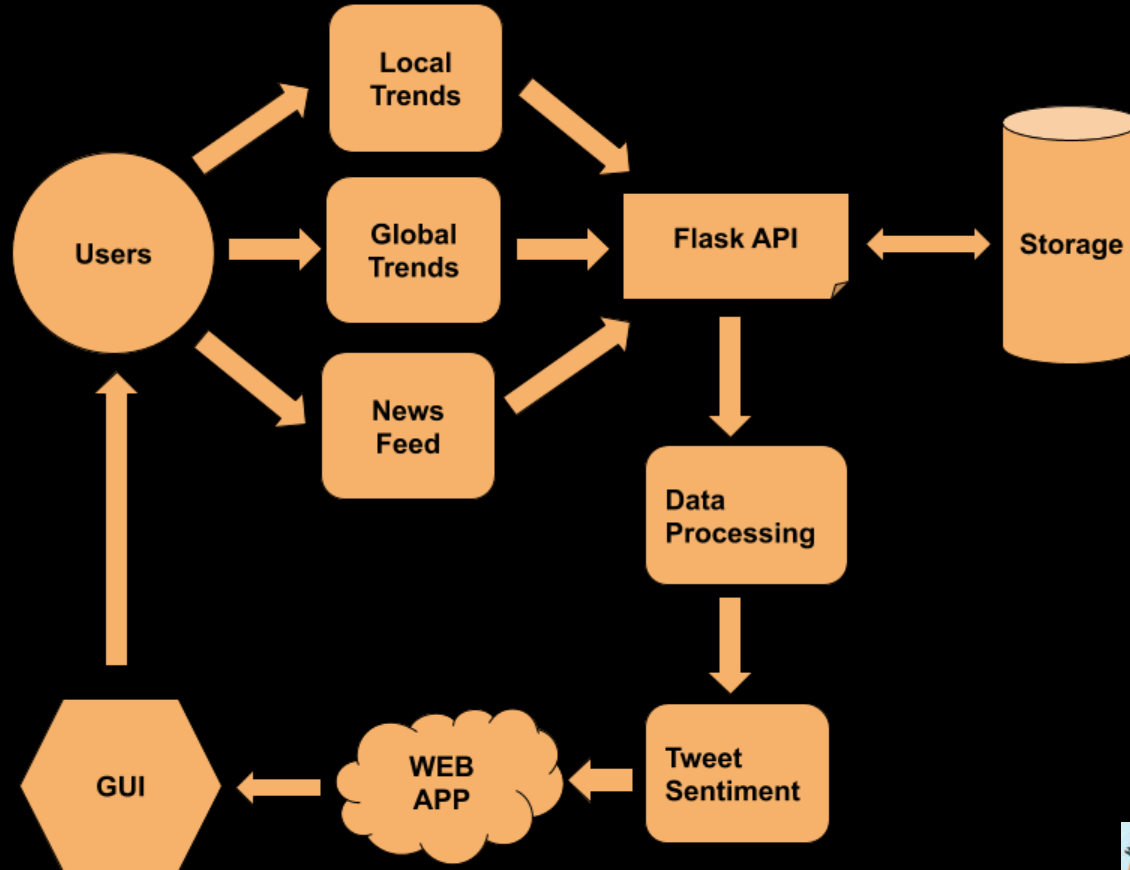 Local
Trends
Users
Global
Trends
Flask API
Storage
News
Feed
Data
Processing
Tweet
Sentiment
WEB
APP
GUI